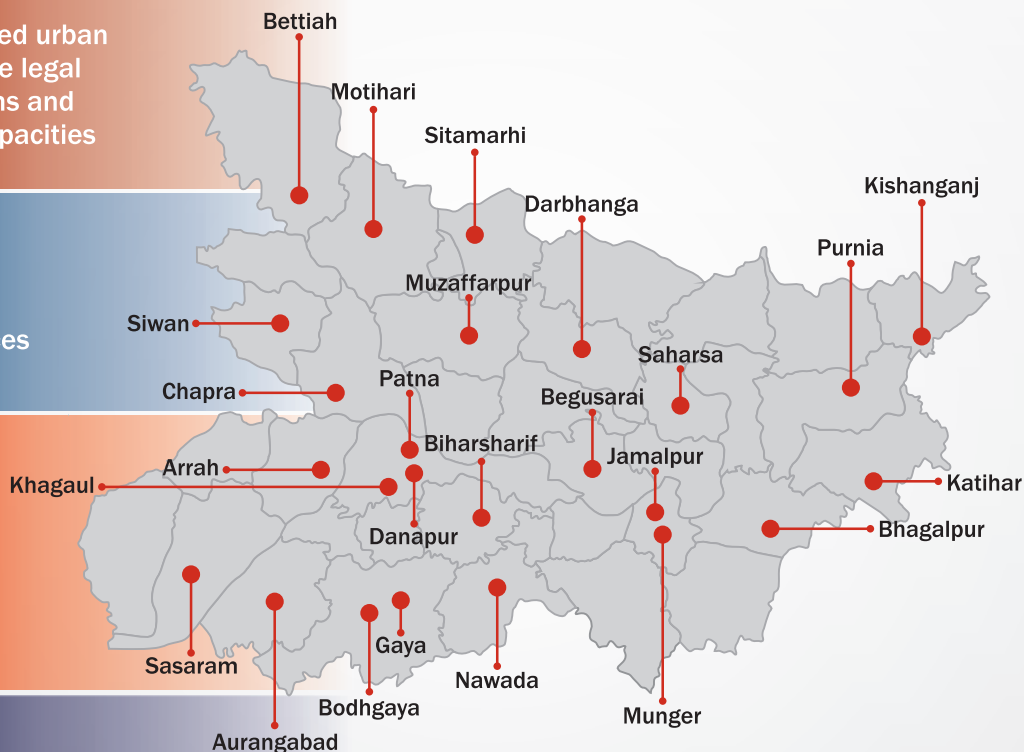 ed urban
e legal
ns and
pacities
es
Bettiah
Motihari
Sitamarhi
Darbhanga
Kishanganj
Purnia
Muzaffarpur
Siwan
Saharsa
Patna
Chapra
Begusarai
Biharsharif
Jamalpur
Arrah
Khagaul
Katihar
Bhagalpur
Danapur
Gaya
Sasaram
Nawada
Bodhgaya
Munger
Aurangabad